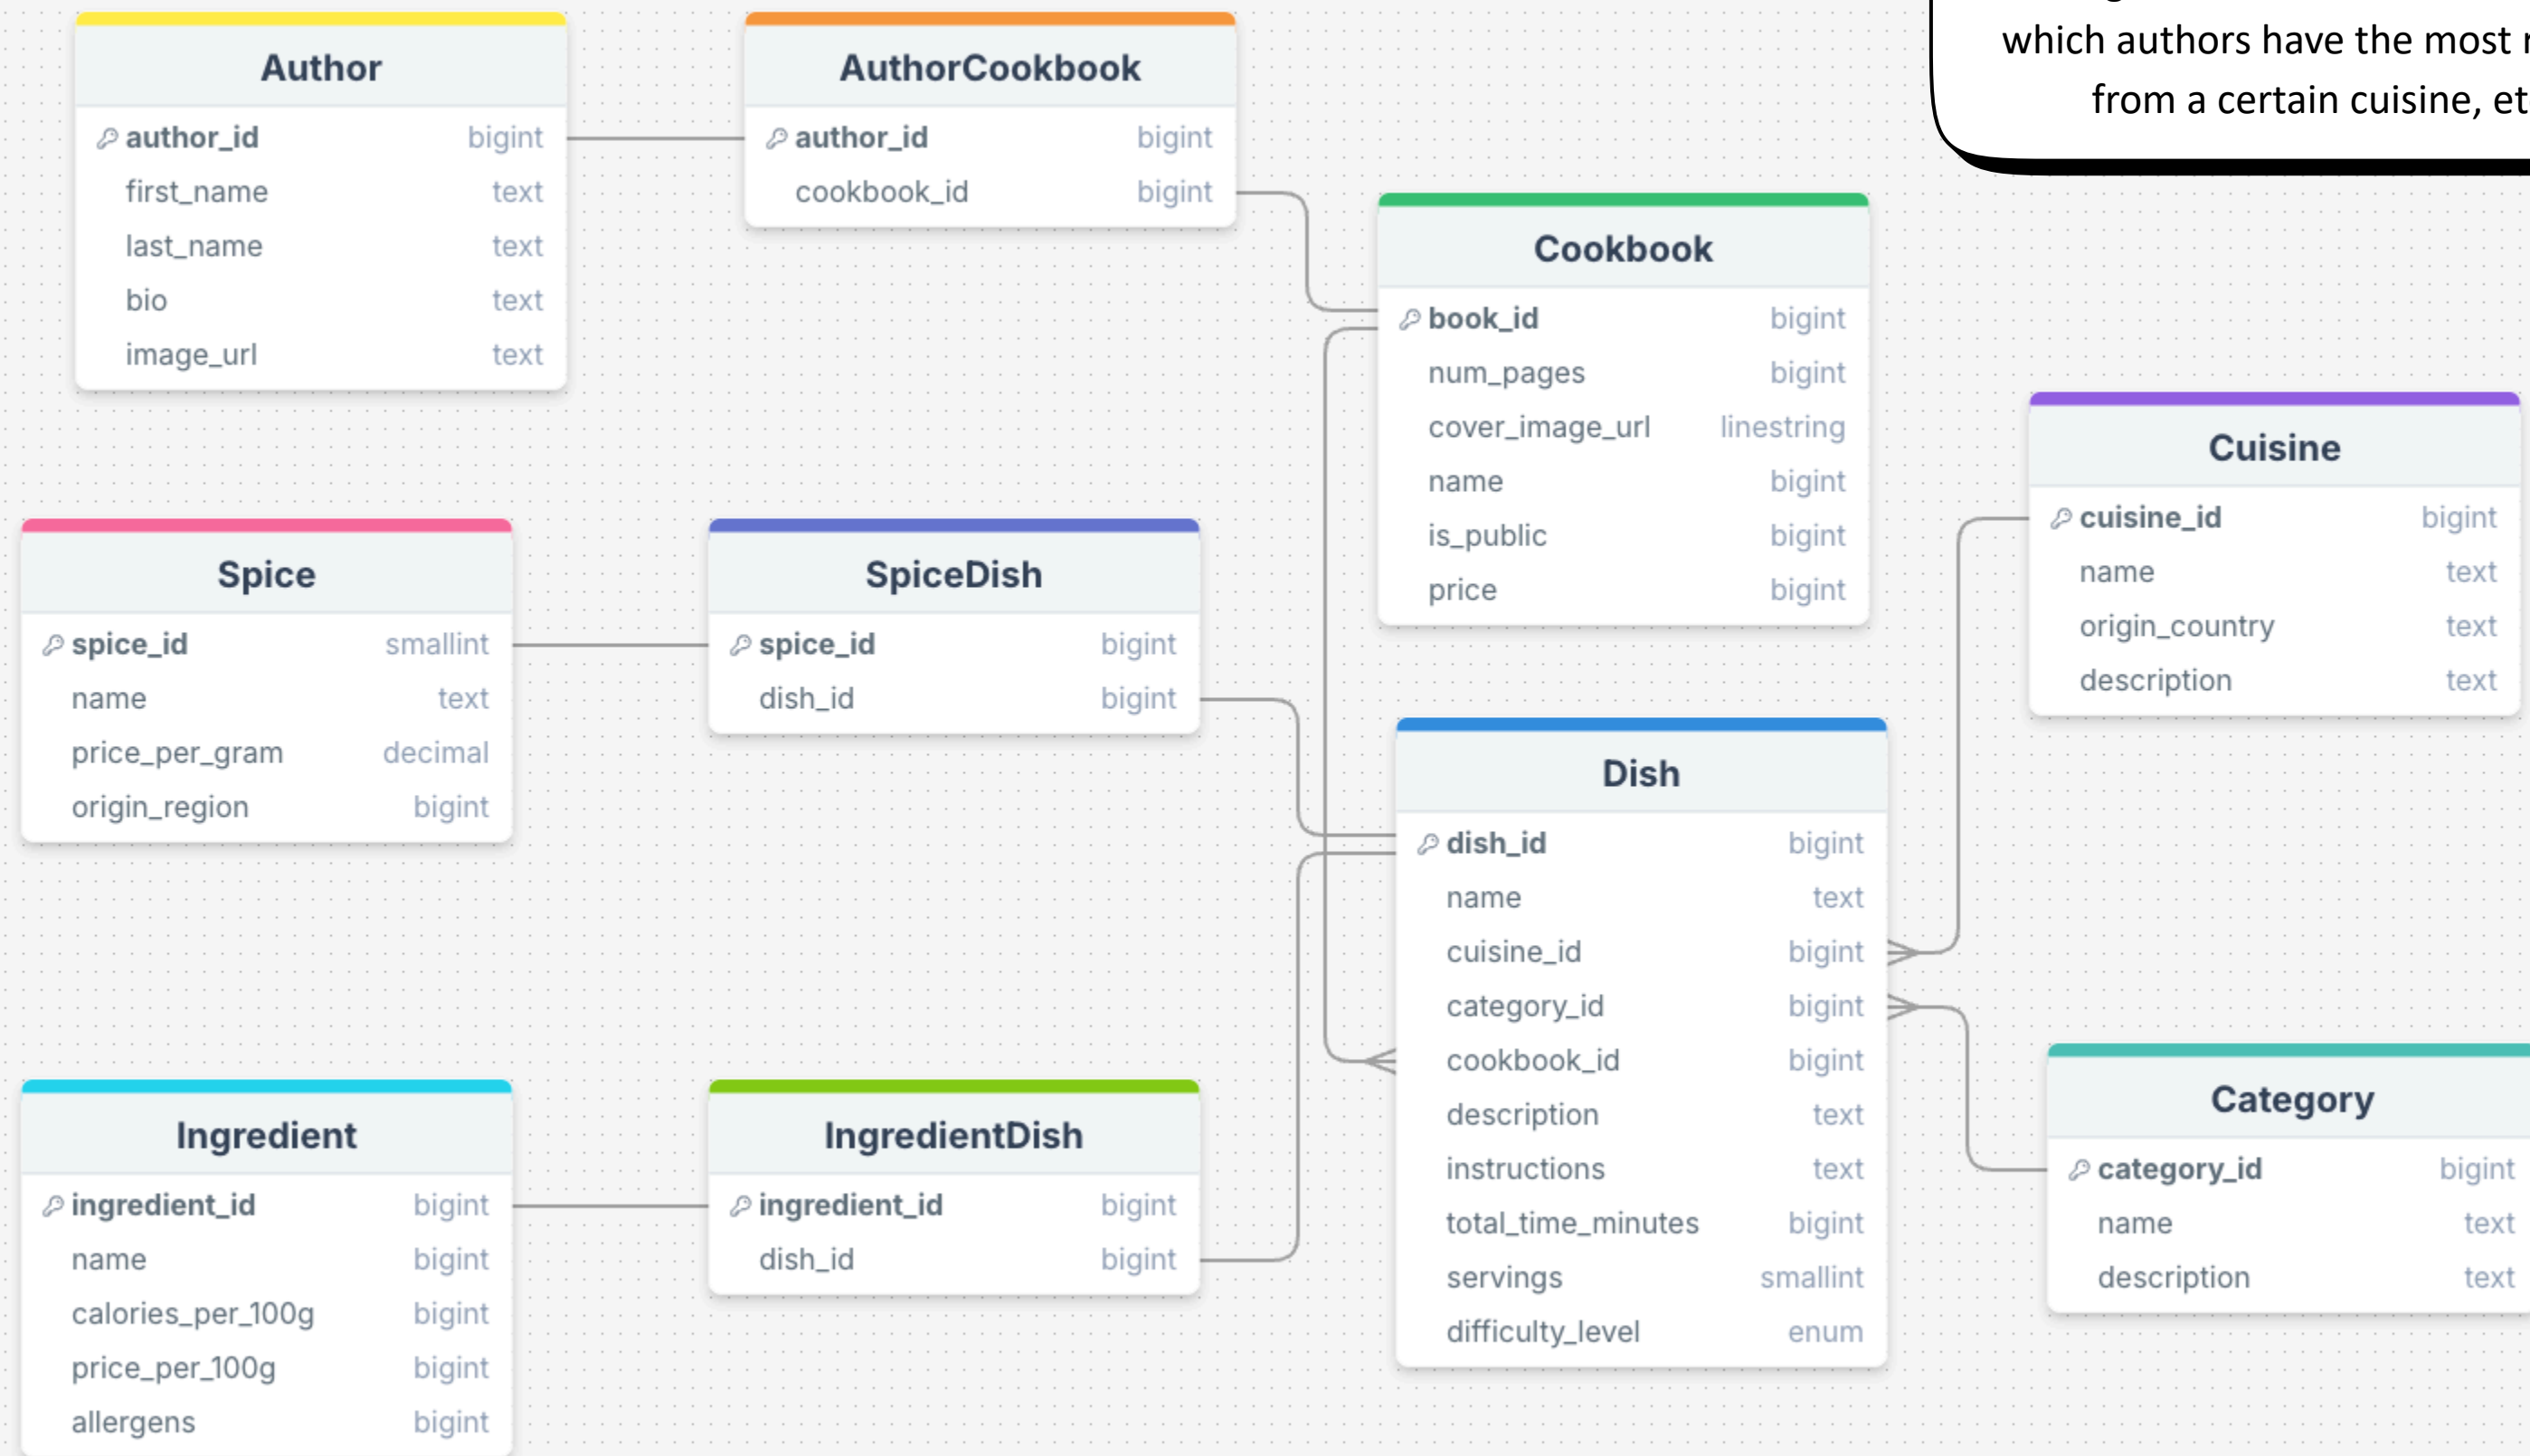 which authors have the most
from a certain cuisine,
Author
author_id bigint
first_name text
last_name text
bio text
image_url text
AuthorCookbook
author_id bigint
cookbook_id bigint
Cookbook
book_id bigint
num_pages bigint
cover_image_url linestring
name bigint
is_public bigint
price bigint
Cuisine
cuisine_id bigint
name text
origin_country text
description text
Spice
spice_id smallint
name text
price_per_gram decimal
origin_region bigint
SpiceDish
spice_id bigint
dish_id bigint
Dish
dish_id bigint
name text
cuisine_id bigint
category_id bigint
cookbook_id bigint
description text
instructions text
total_time_minutes bigint
servings smallint
difficulty_level enum
Ingredient
ingredient_id bigint
name bigint
calories_per_100g bigint
price_per_100g bigint
allergens bigint
IngredientDish
ingredient_id bigint
dish_id bigint
Category
category_id bigint
name text
description text